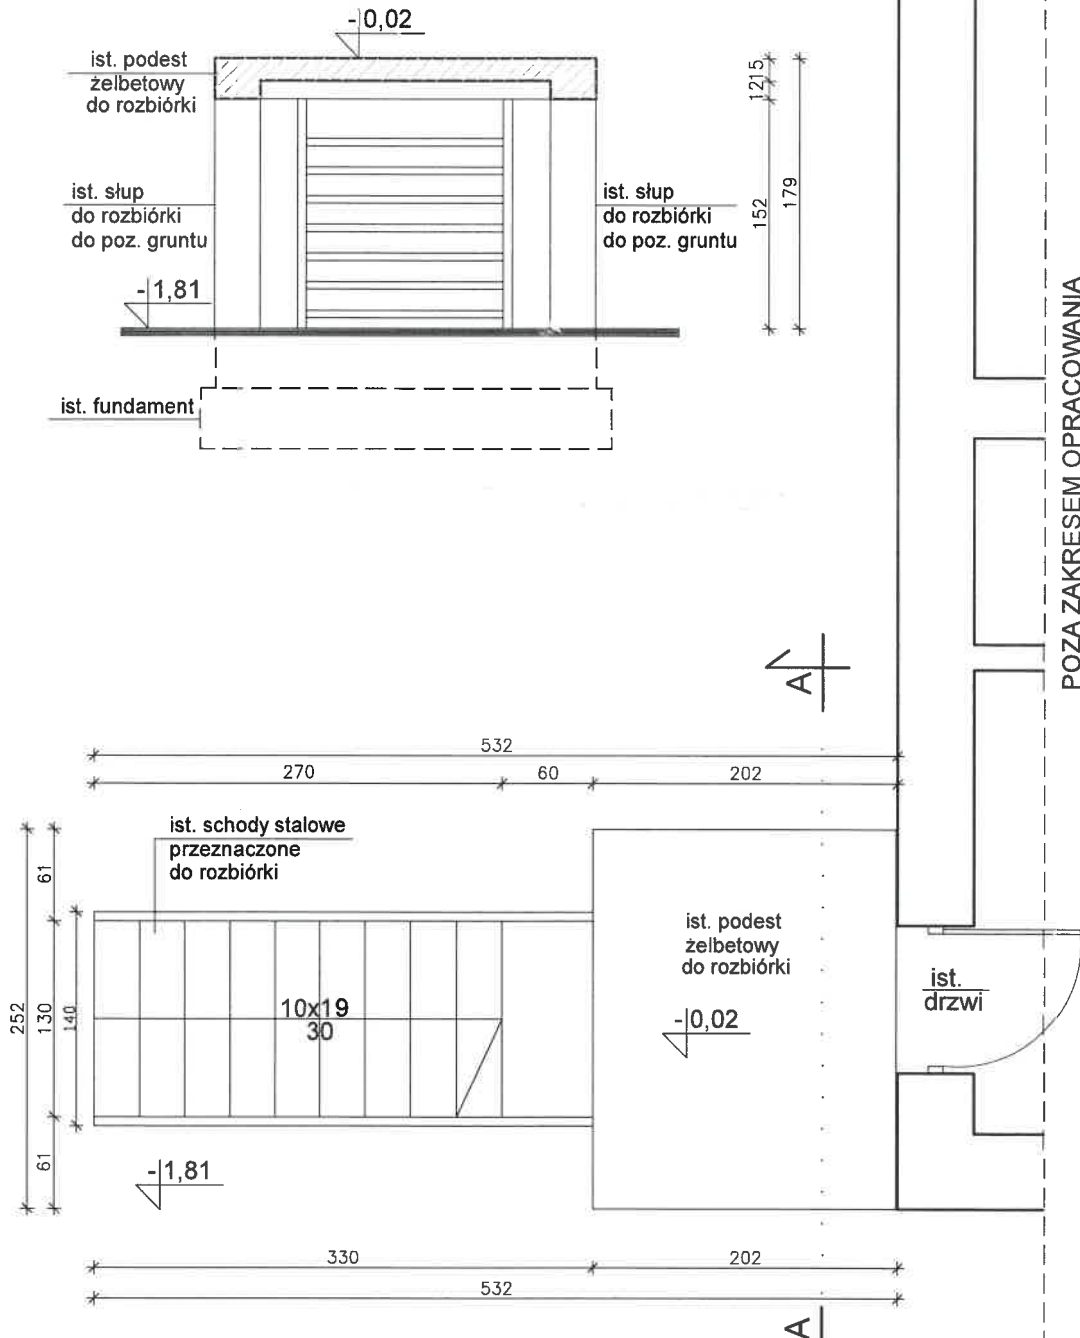 -0,02
ist. podest
żelbetowy
do rozbiórki
ist. słup
do rozbiórki
do poz. gruntu
ist. słup
do rozbiórki
do poz. gruntu
-1,81
ist. fundament
15
12
152
179
POZA ZAKRESEM OPRACOWANIA
A
532
270
60
202
ist. schody stalowe
przeznaczone
do rozbiórki
61
252
130
140
61
10x19
30
ist. podest
żelbetowy
do rozbiórki
-0,02
ist.
drzwi
-1,81
330
202
532
A